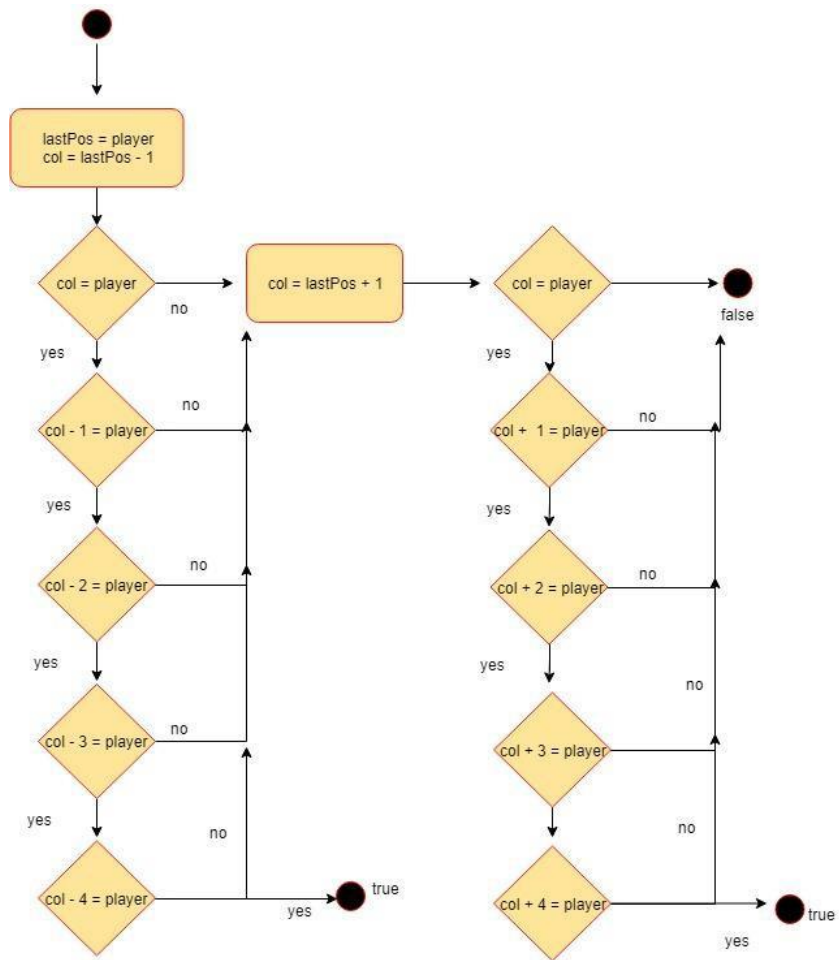 lastPos = player
col = lastPos - 1
col = player
no
col = lastPos + 1
col = player
false
yes
yes
col - 1 = player
no
col +  1 = player
no
yes
yes
col - 2 = player
no
col + 2 = player
no
yes
yes
col - 3 = player
no
col + 3 = player
no
yes
no
no
col - 4 = player
yes
true
col + 4 = player
yes
true